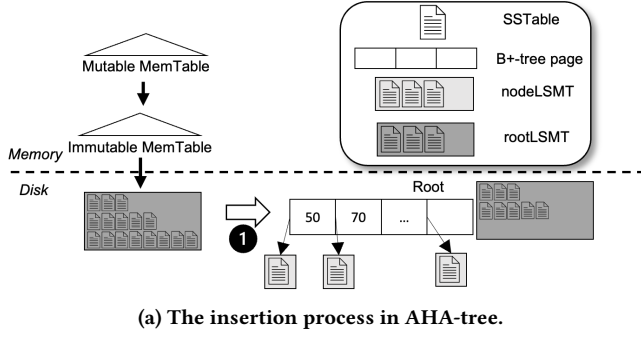 SSTable
B+-tree page
nodeLSMT
rootLSMT
Mutable MemTable
Immutable MemTable
Memory
Disk
1
Root
50 70 ...
(a) The insertion process in AHA-tree.